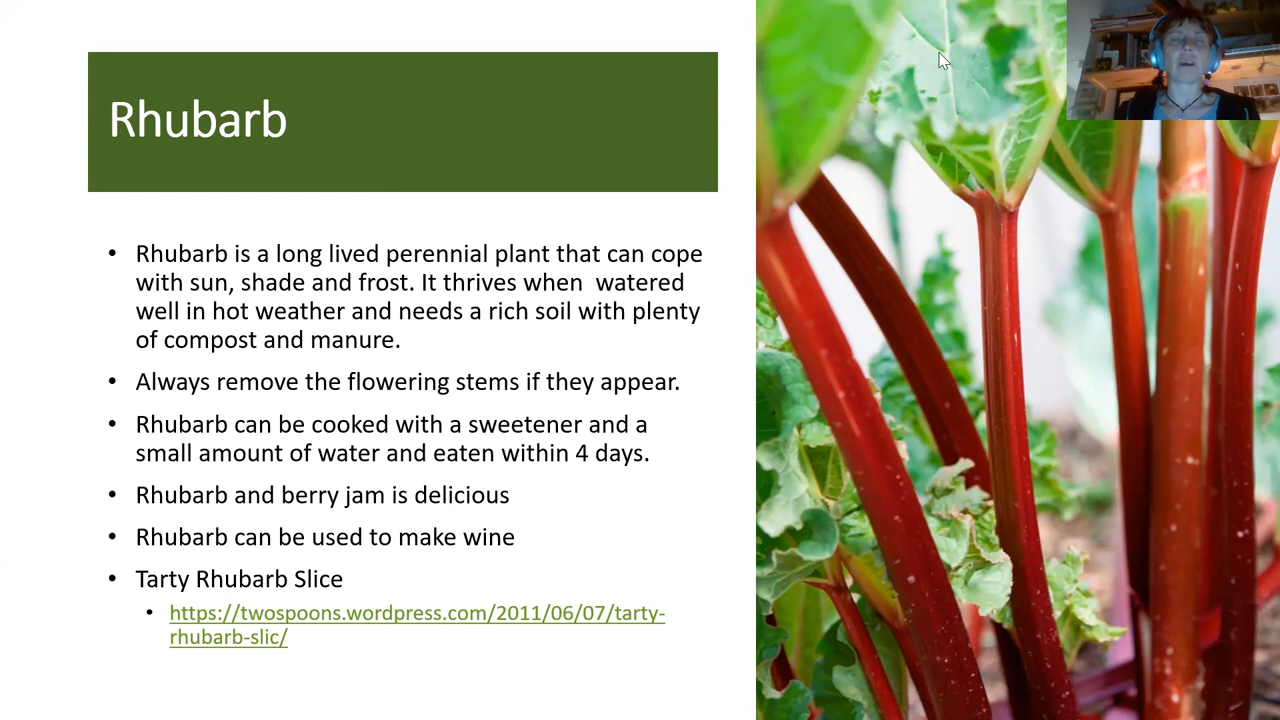 Rhubarb
• Rhubarb is a long lived perennial plant that can cope
with sun, shade and frost. It thrives when  watered
well in hot weather and needs a rich soil with plenty
of compost and manure.
• Always remove the flowering stems if they appear.
• Rhubarb can be cooked with a sweetener and a
small amount of water and eaten within 4 days.
• Rhubarb and berry jam is delicious
• Rhubarb can be used to make wine
• Tarty Rhubarb Slice
• https://twospoons.wordpress.com/2011/06/07/tarty-
rhubarb-slic/